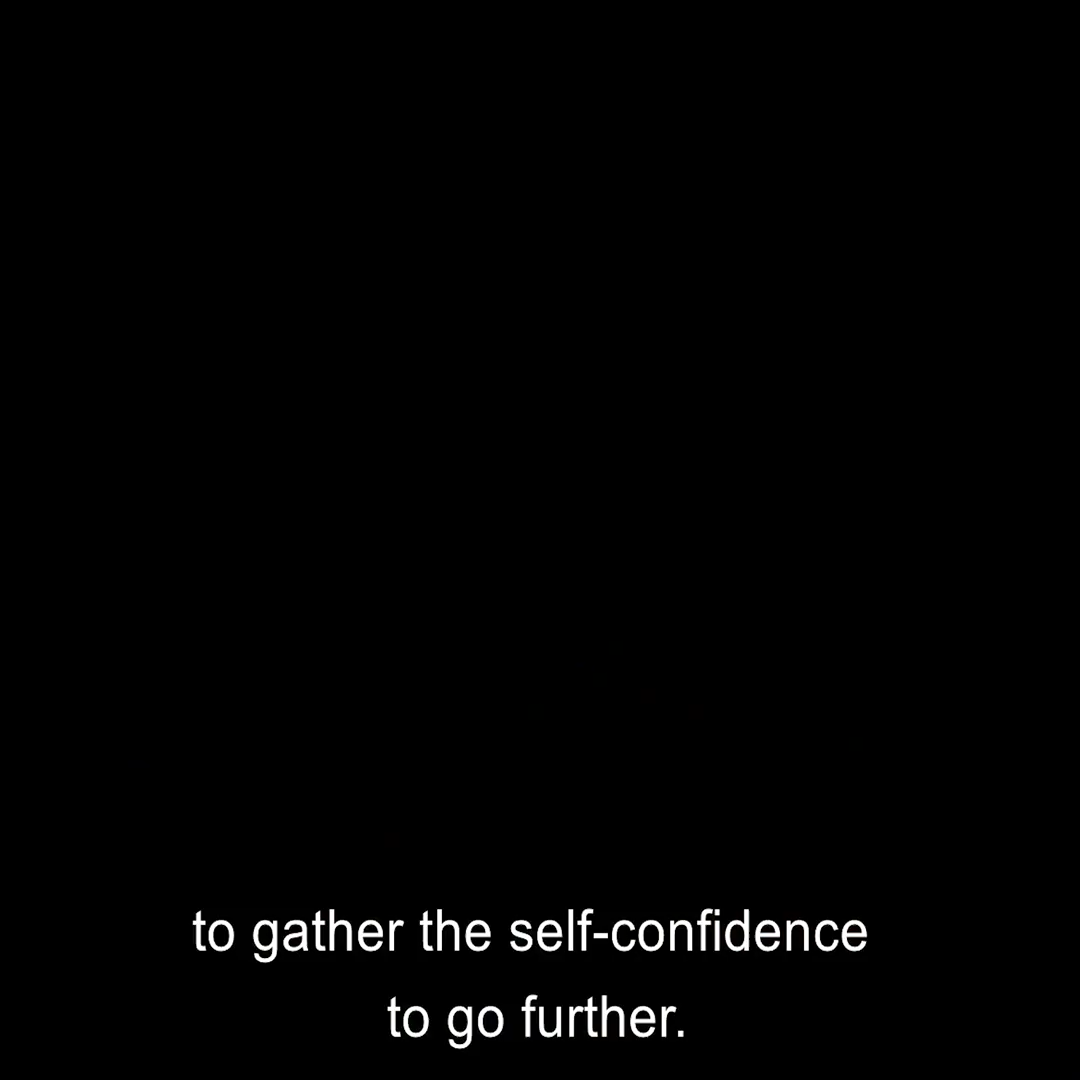 to gather the self-confidence
to go further.